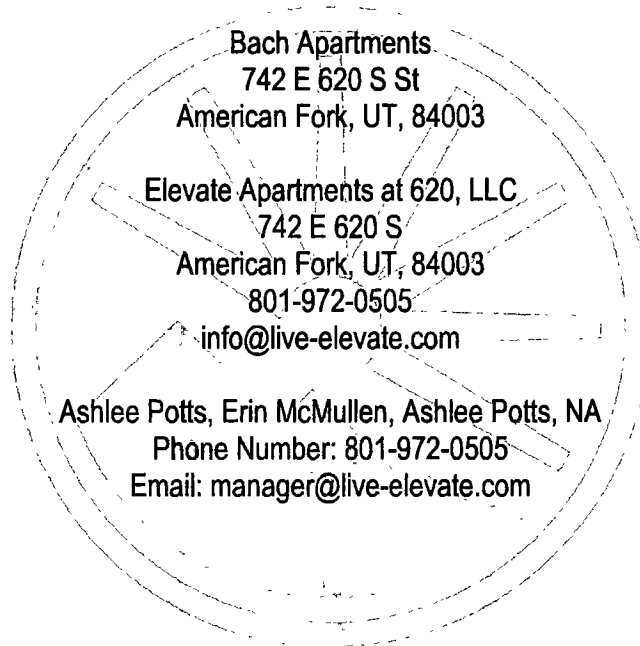 Bach Apartments
742 E 620 S St
American Fork, UT, 84003
Elevate Apartments at 620, LLC
742 E 620 S
American Fork, UT, 84003
801-972-0505
info@live-elevate.com
Ashlee Potts, Erin McMullen, Ashlee Potts, NA
Phone Number: 801-972-0505
Email: manager@live-elevate.com